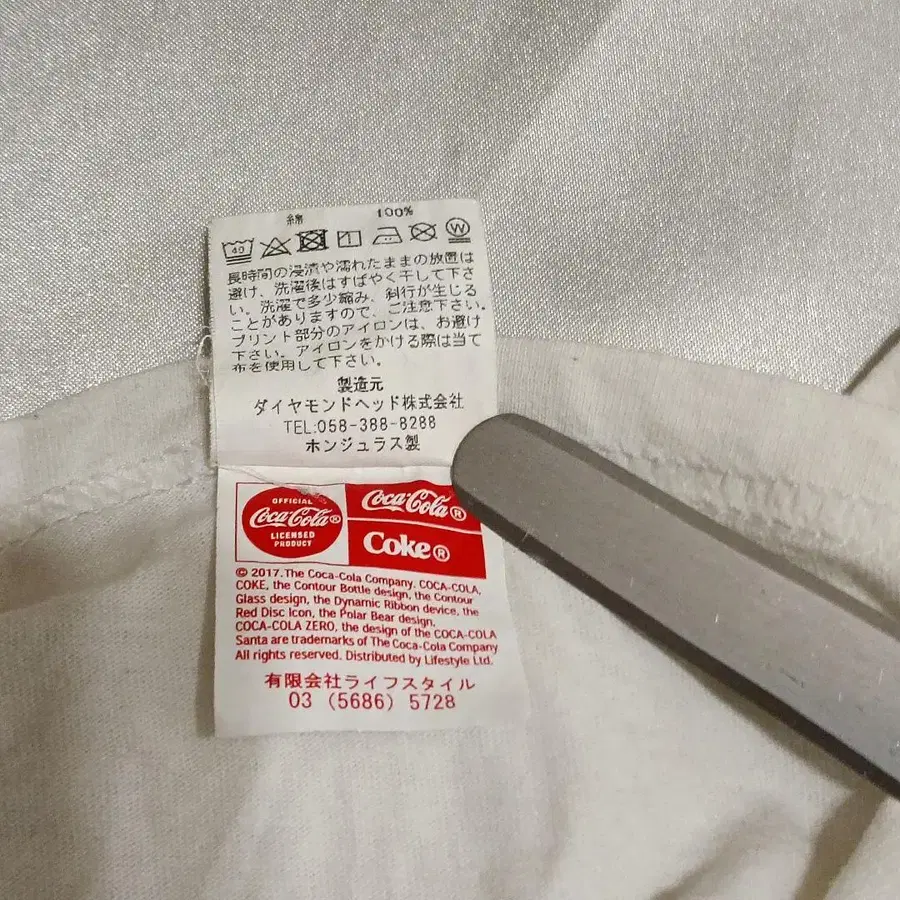 綿 100%
40
1
W
長時間の浸漬や濡れたままの放置は
避け、洗濯後はすばやく干して下さ
い。洗濯で多少縮み、斜行が生じる
ことがありますので、ご注意下さい。
プリント部分のアイロンは、お避け
下さい。アイロンをかける際は当て
布を使用して下さい。
製造元
ダイヤモンドヘッド株式会社
TEL:058-388-8288
ホンジュラス製
OFFICIAL
Coca-Cola®
LICENSED
PRODUCT
Coca-Cola®
Coke®
© 2017.The Coca-Cola Company. COCA-COLA,
COKE, the Contour Bottle design, the Contour
Glass design, the Dynamic Ribbon device, the
Red Disc Icon, the Polar Bear design,
COCA-COLA ZERO, the design of the COCA-COLA
Santa are trademarks of The Coca-Cola Company
All rights reserved. Distributed by Lifestyle Ltd.
有限会社ライフスタイル
03 (5686) 5728